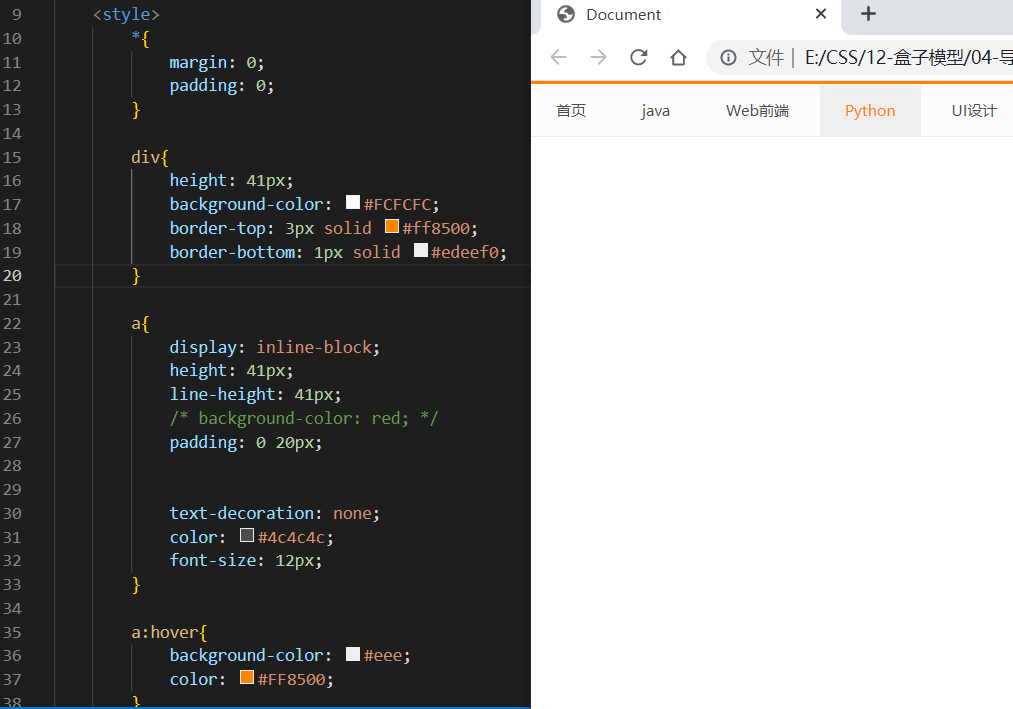 9 <style>
10 *{
11 margin: 0;
12 padding: 0;
13 }
14
15 div{
16 height: 41px;
17 background-color: #FCFCFC;
18 border-top: 3px solid #ff8500;
19 border-bottom: 1px solid #edeef0;
20 }
21
22 a{
23 display: inline-block;
24 height: 41px;
25 line-height: 41px;
26 /* background-color: red; */
27 padding: 0 20px;
28
29
30 text-decoration: none;
31 color: #4c4c4c;
32 font-size: 12px;
33 }
34
35 a:hover{
36 background-color: #eee;
37 color: #FF8500;
38 }
Document
文件 | E:/CSS/12-盒子模型/04-导
首页 java Web前端 Python UI设计